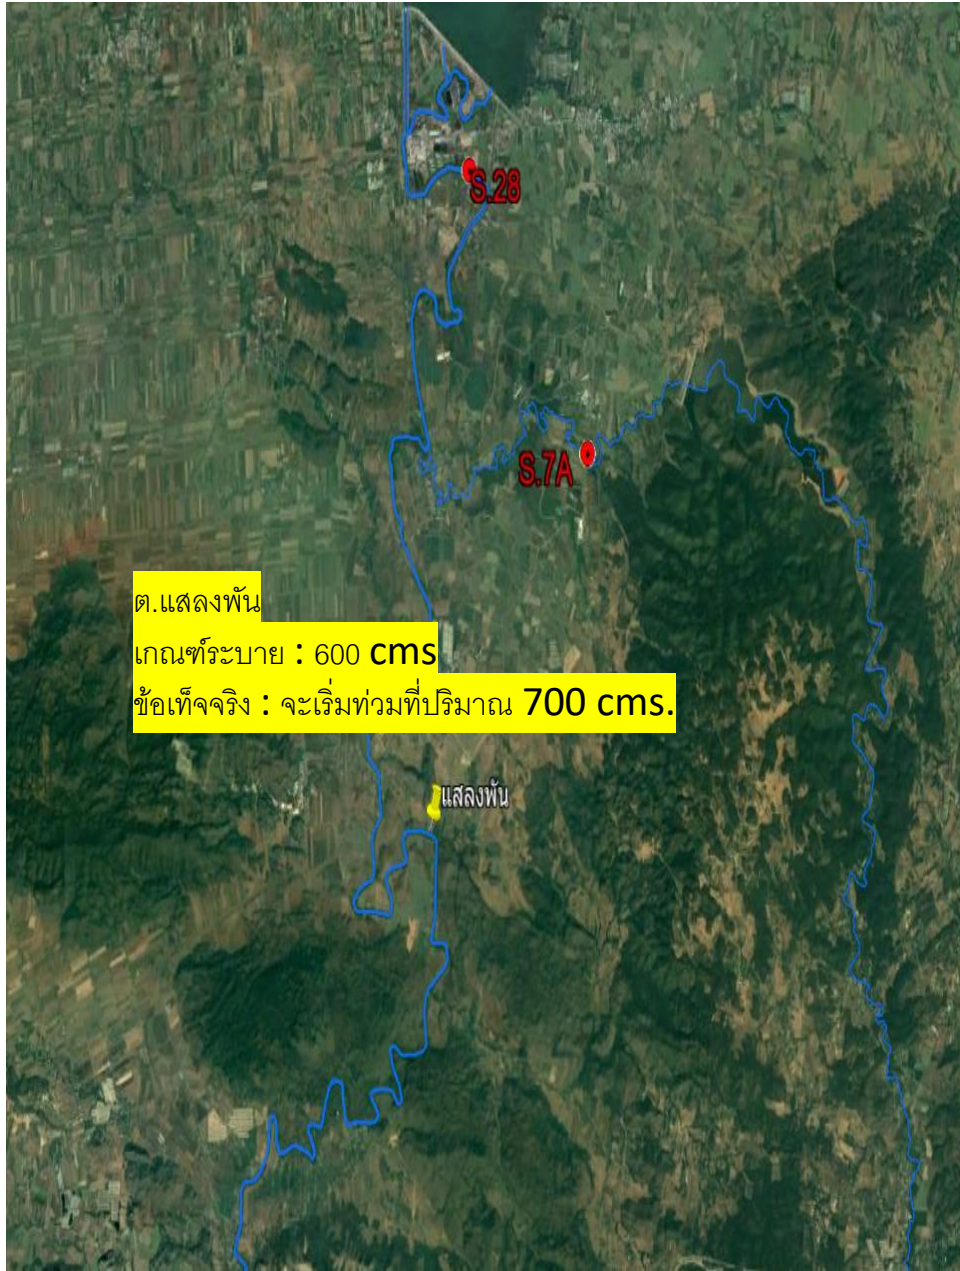 S.28
S.7A
ต.แสลงพัน
เกณฑ์ระบาย : 600 cms
ข้อเท็จจริง : จะเริ่มท่วมที่ปริมาณ 700 cms.
แสลงพัน